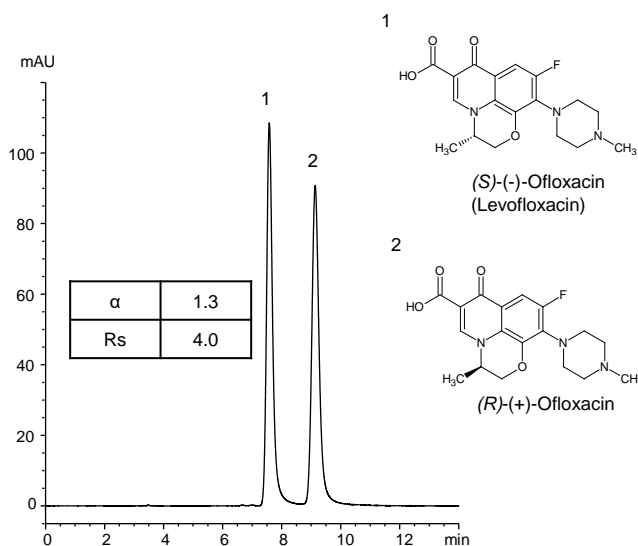 mAU
100
80
60
40
20
0
0 2 4 6 8 10 12 min
1
2
α 1.3
Rs 4.0
1
O O
HO F
N N
O N
H₃C CH₃
(S)-(-)-Ofloxacin
(Levofloxacin)
2
O O
HO F
N N
O N
H₃C CH
(R)-(+)-Ofloxacin